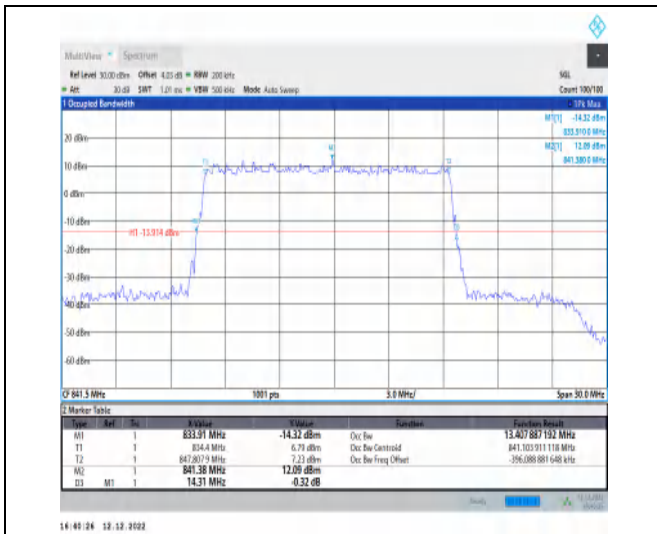 MultiView Spectrum
Ref Level 30.00 dBm Offset 4.03 dB RBW 200 kHz SGL
Att 30 dB SWT 1.01 ms VBW 500 kHz Mode Auto Sweep Count 100/100
1 Occupied Bandwidth 1Pk Max
M1[1] -14.32 dBm
833.910 0 MHz
M2[1] 12.09 dBm
841.380 0 MHz
20 dBm
10 dBm
0 dBm
-10 dBm
H1 -13.914 dBm
-20 dBm
-30 dBm
-40 dBm
-50 dBm
-60 dBm
CF 841.5 MHz 1001 pts 3.0 MHz/ Span 30.0 MHz
2 Marker Table
Type Ref Trc X-Value Y-Value Function Function Result
M1 1 833.91 MHz -14.32 dBm Occ Bw 13.407 887 192 MHz
T1 1 834.4 MHz 6.79 dBm Occ Bw Centroid 841.103 911 118 MHz
T2 1 847.8079 MHz 7.23 dBm Occ Bw Freq Offset -396.088 881 648 kHz
M2 1 841.38 MHz 12.09 dBm
D3 M1 1 14.31 MHz -0.32 dB
Ready
16:40:26 12.12.2022